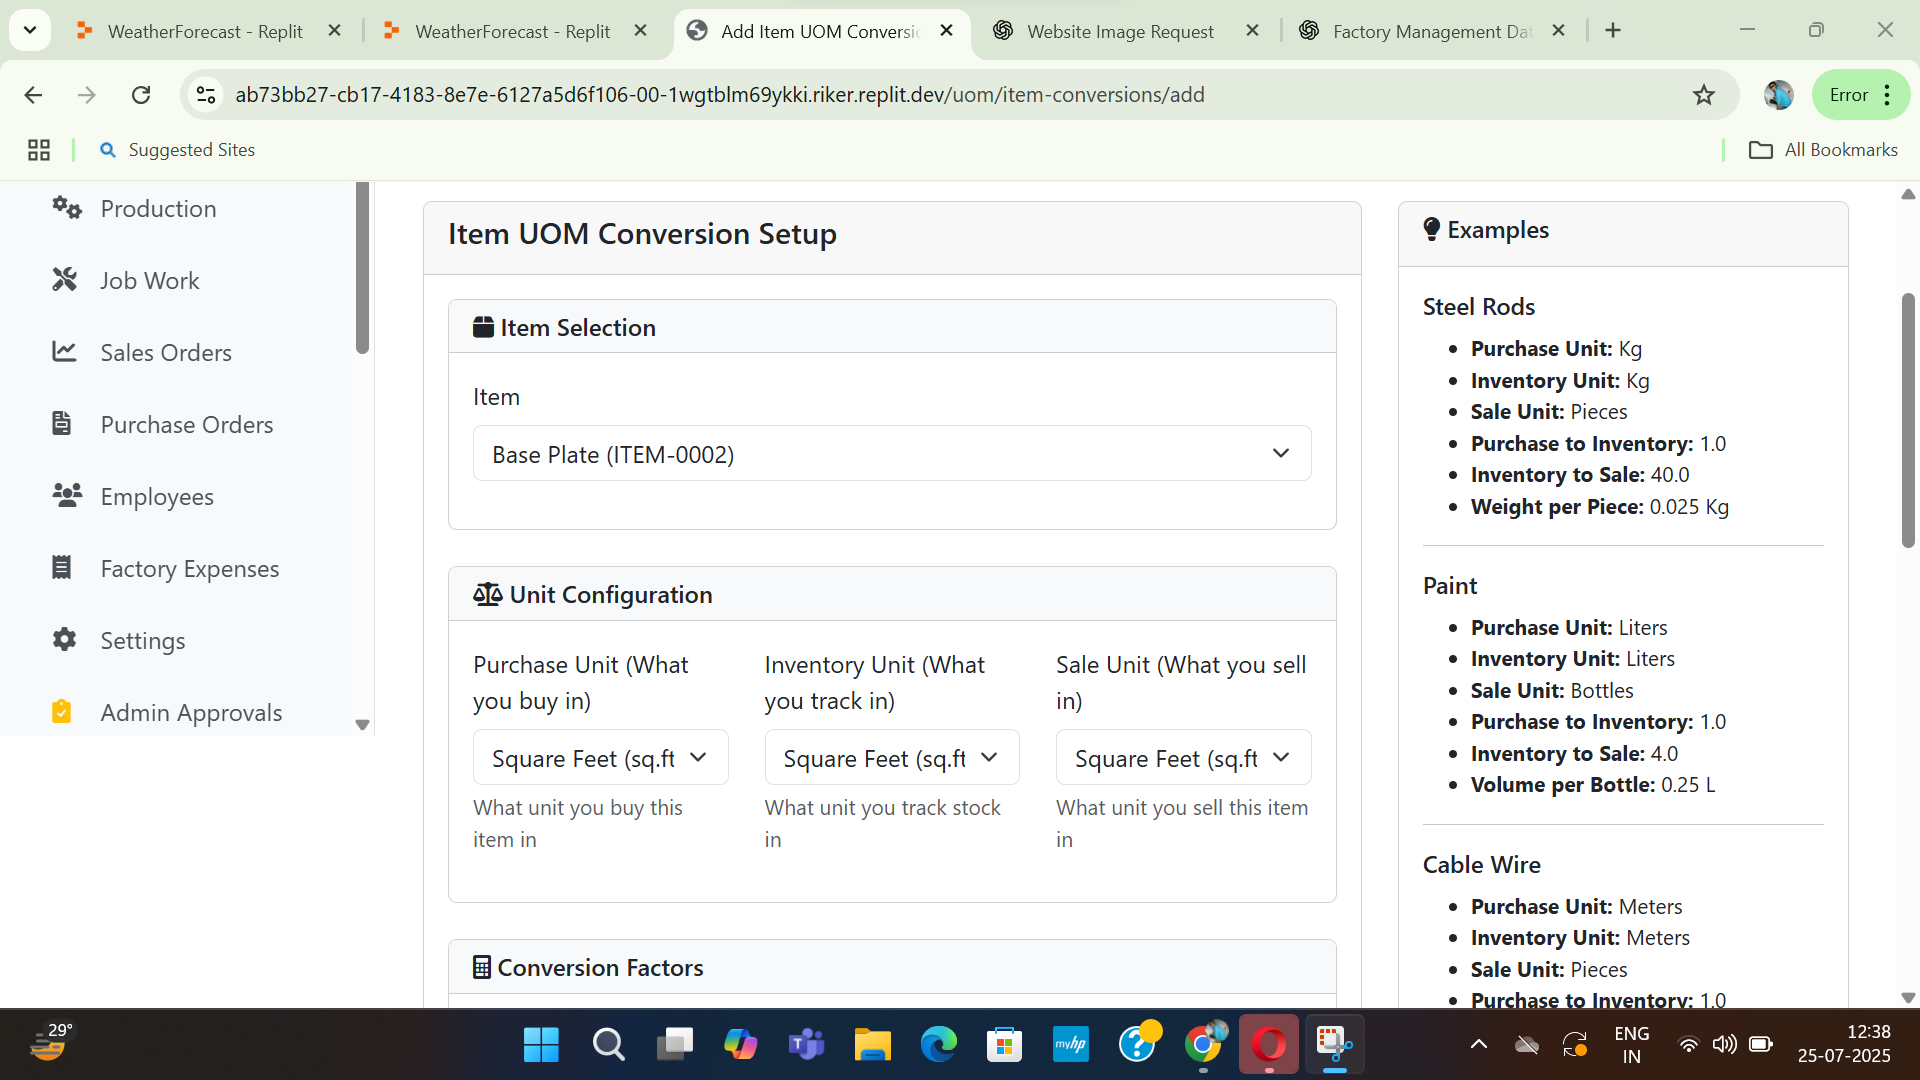 WeatherForecast - Replit
WeatherForecast - Replit
Add Item UOM Conversi
Website Image Request
Factory Management Dat
ab73bb27-cb17-4183-8e7e-6127a5d6f106-00-1wgtblm69ykki.riker.replit.dev/uom/item-conversions/add
Error
Suggested Sites
All Bookmarks
Production
Job Work
Sales Orders
Purchase Orders
Employees
Factory Expenses
Settings
Admin Approvals
Item UOM Conversion Setup
Item Selection
Item
Base Plate (ITEM-0002)
Unit Configuration
Purchase Unit (What
you buy in)
Square Feet (sq.ft
What unit you buy this
item in
Inventory Unit (What
you track in)
Square Feet (sq.ft
What unit you track stock
in
Sale Unit (What you sell
in)
Square Feet (sq.ft
What unit you sell this item
in
Conversion Factors
Examples
Steel Rods
Purchase Unit: Kg
Inventory Unit: Kg
Sale Unit: Pieces
Purchase to Inventory: 1.0
Inventory to Sale: 40.0
Weight per Piece: 0.025 Kg
Paint
Purchase Unit: Liters
Inventory Unit: Liters
Sale Unit: Bottles
Purchase to Inventory: 1.0
Inventory to Sale: 4.0
Volume per Bottle: 0.25 L
Cable Wire
Purchase Unit: Meters
Inventory Unit: Meters
Sale Unit: Pieces
Purchase to Inventory: 1.0
29°
myhp
ENG
IN
12:38
25-07-2025